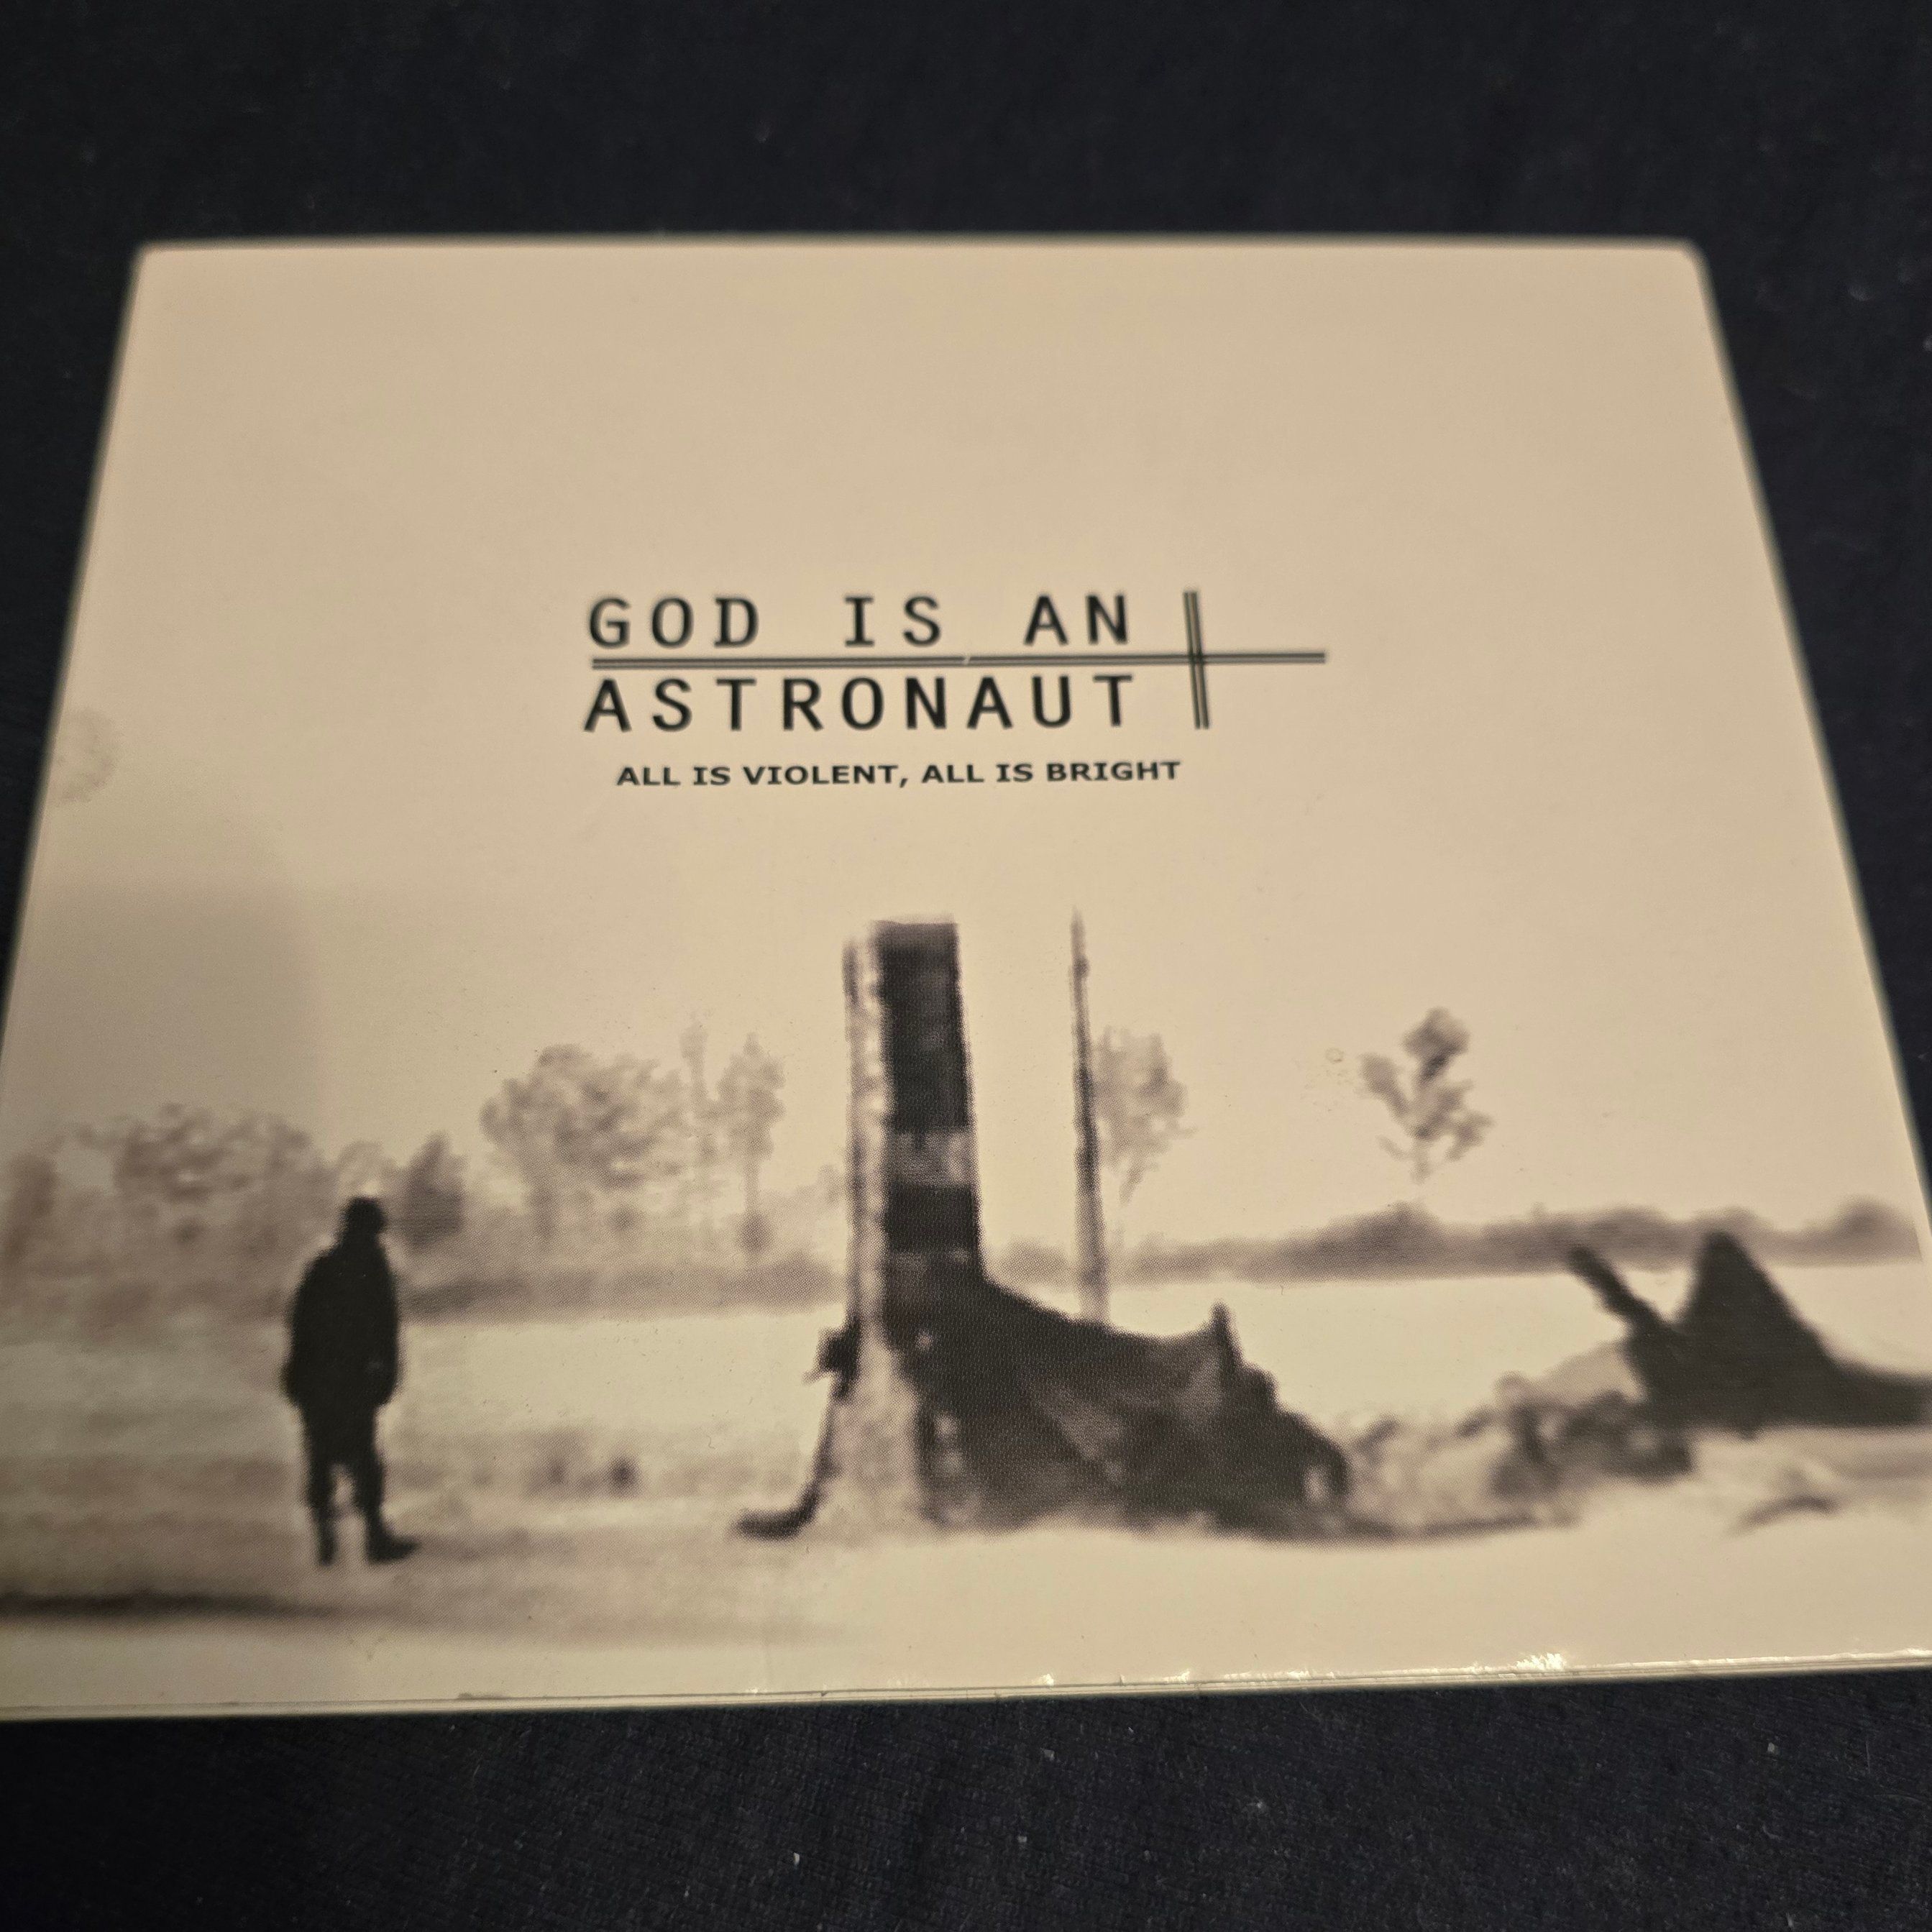 GOD IS AN
ASTRONAUT
ALL IS VIOLENT, ALL IS BRIGHT